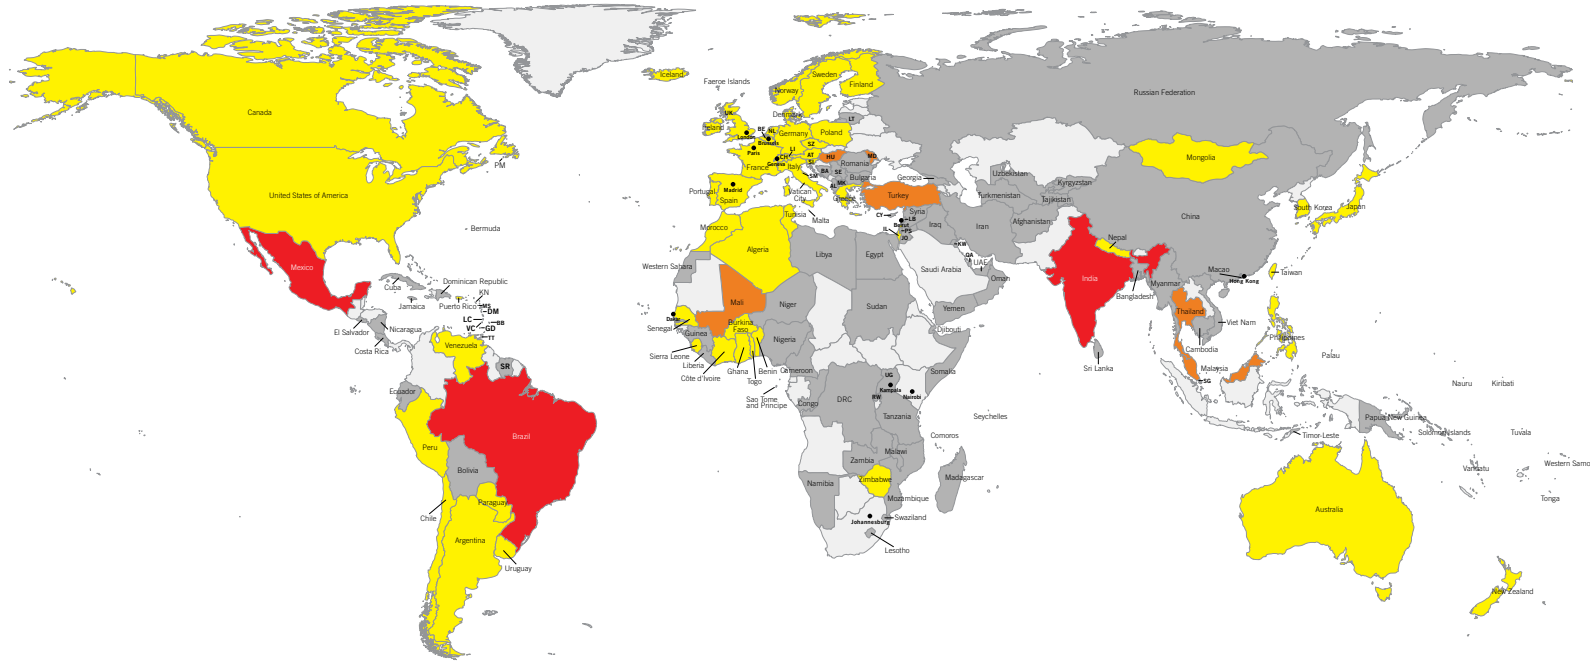 Iceland
Faeroe Islands
Sweden
Finland
Norway
Russian Federation
Canada
UK
Denmark
LT
Ireland
London
BE
NL
Brussels
Germany
Poland
LI
SZ
Paris
CH
Geneva
AT
SL
HU
MD
Mongolia
PM
France
Italy
Romania
BA
SE
SM
Bulgaria
Georgia
Uzbekistan
Kyrgyzstan
United States of America
Portugal
Madrid
Spain
Vatican
City
AL
MK
Greece
Turkey
Turkmenistan
Tajikistan
South Korea
Japan
Tunisia
Malta
CY
Syria
LB
Beirut
IL
PS
JO
Iraq
Iran
Afghanistan
China
Bermuda
Morocco
Algeria
Libya
Egypt
KW
QA
UAE
Nepal
Mexico
Western Sahara
Saudi Arabia
Oman
India
Macao
Hong Kong
Taiwan
Cuba
Dominican Republic
KN
Jamaica
Puerto Rico
MS
DM
Mali
Niger
Sudan
Yemen
Bangladesh
Myanmar
El Salvador
Nicaragua
LC
BB
VC
GD
TT
Dakar
Senegal
Guinea
Burkina
Faso
Djibouti
Thailand
Viet Nam
Philippines
Costa Rica
Venezuela
Sierra Leone
Liberia
Côte d'Ivoire
Ghana
Togo
Benin
Nigeria
Cameroon
Cambodia
Palau
SR
Sri Lanka
Malaysia
SG
Ecuador
Sao Tome
and Principe
Congo
DRC
UG
Kampala
RW
Nairobi
Somaka
Nauru
Kiribati
Tanzania
Seychelles
Papua New Guinea
Brazil
Peru
Comoros
Timor-Leste
Solomon Islands
Tuvala
Bolivia
Zambia
Malawi
Vanuatu
Western Samo
Namibia
Zimbabwe
Madagascar
Tonga
Paraguay
Mozambique
Chile
Johannesburg
Swaziland
Australia
Argentina
Lesotho
Uruguay
New Zealand